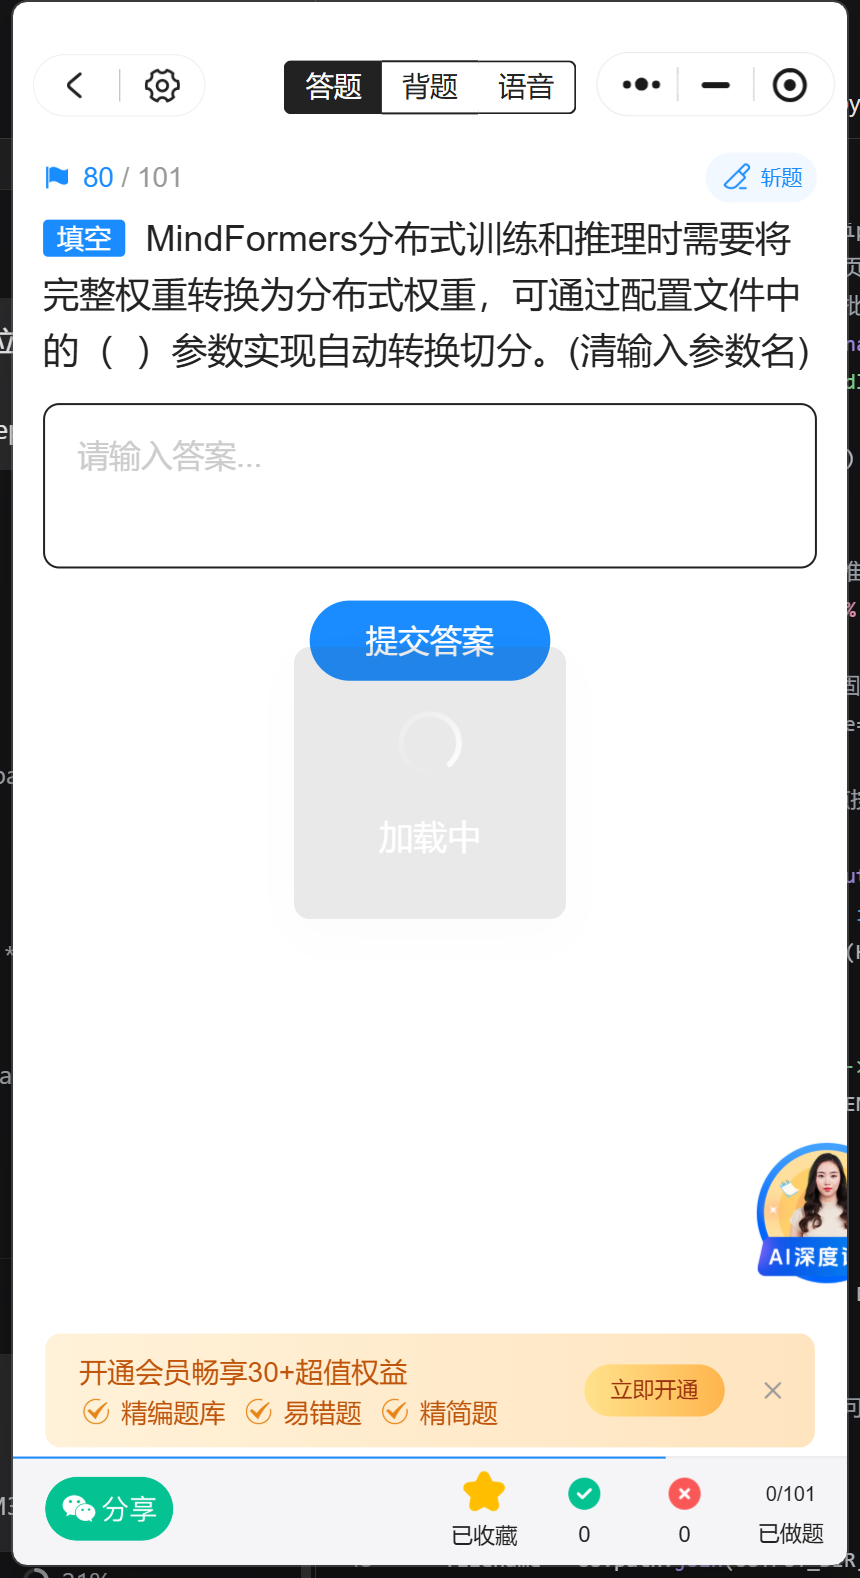 答题
背题
语音
80 / 101
斩题
填空 MindFormers分布式训练和推理时需要将
完整权重转换为分布式权重，可通过配置文件中
的（ ）参数实现自动转换切分。(请输入参数名)
请输入答案...
提交答案
加载中
开通会员畅享30+超值权益
精编题库 易错题 精简题
立即开通
分享
已收藏
0
0
0/101
已做题